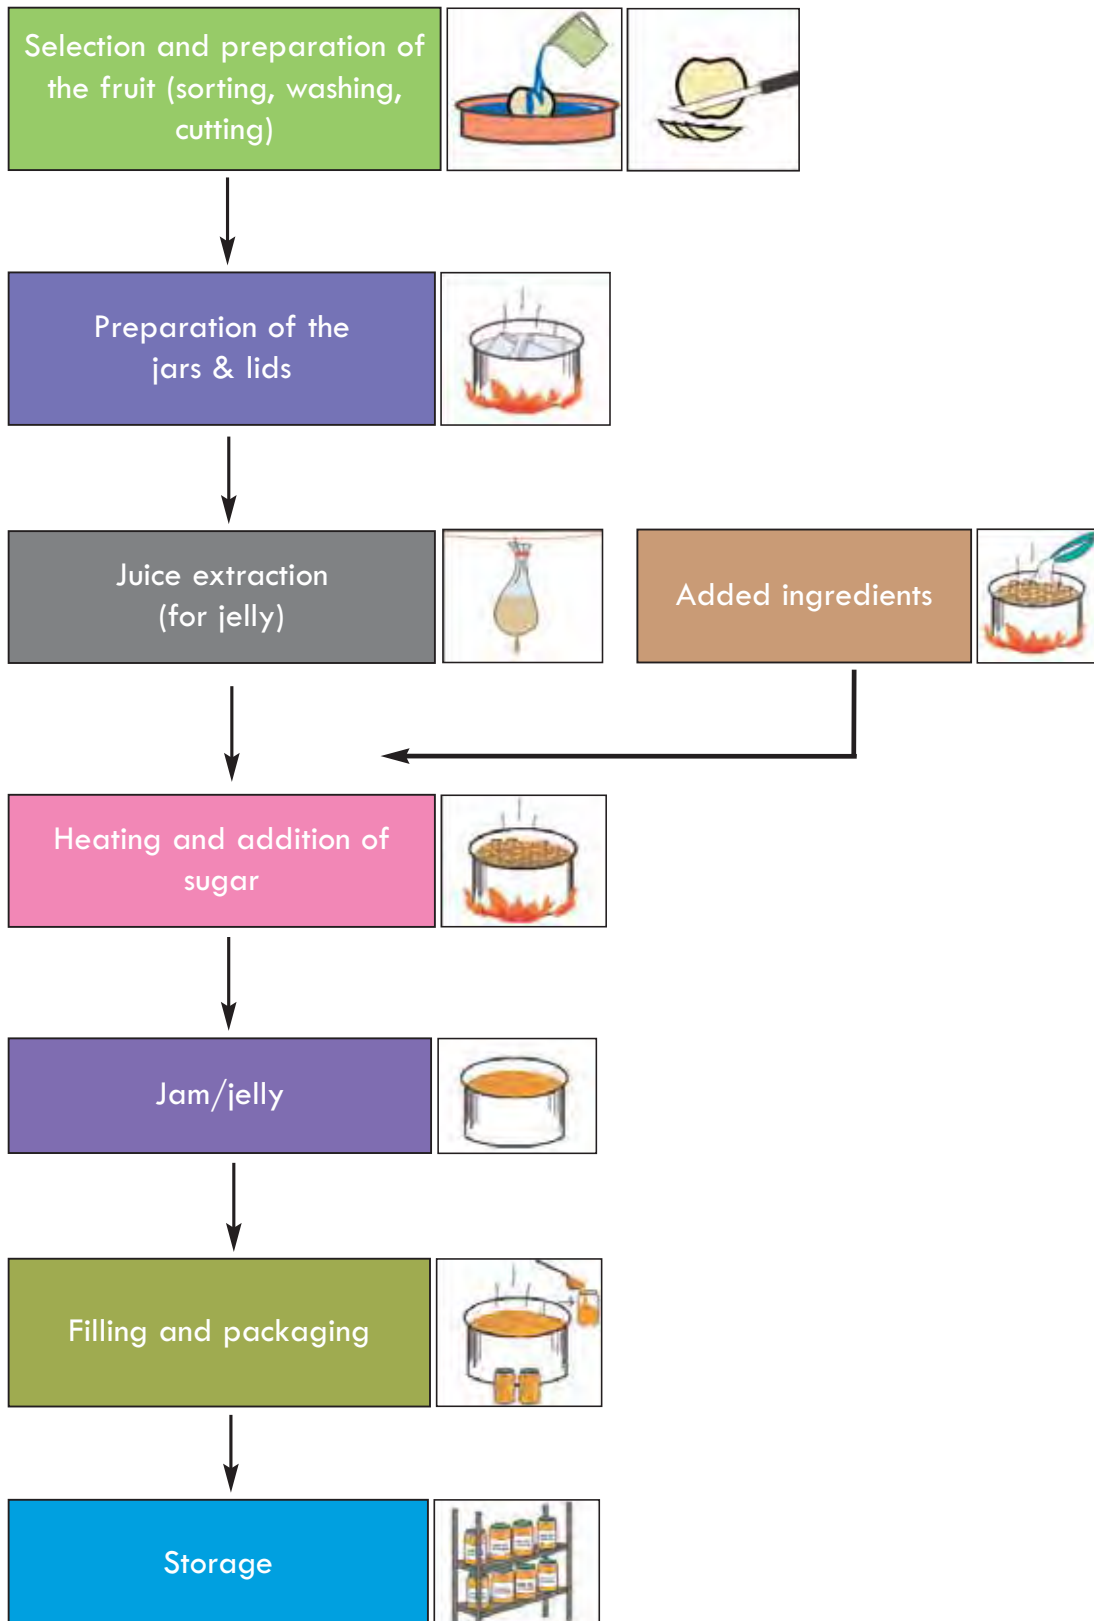 Selection and preparation of
the fruit (sorting, washing,
cutting)
Preparation of the
jars & lids
Juice extraction
(for jelly)
Added ingredients
Heating and addition of
sugar
Jam/jelly
Filling and packaging
Storage